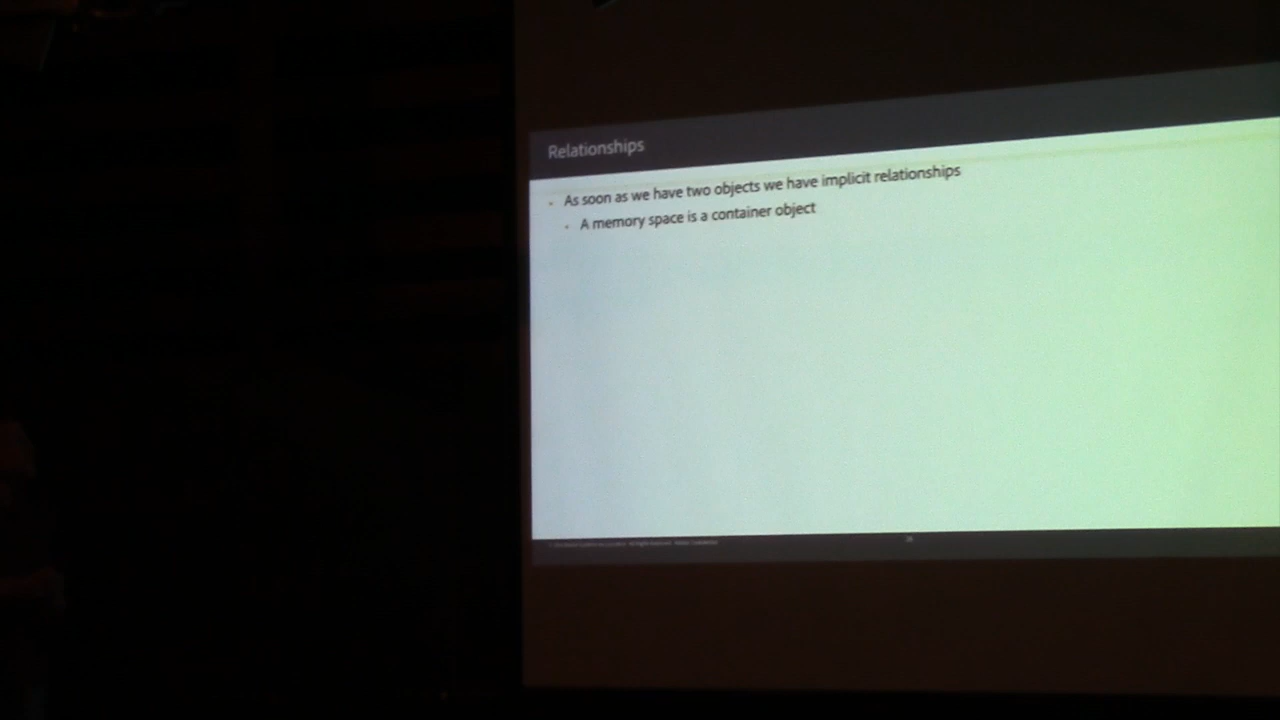 Relationships
As soon as we have two objects we have implicit relationships
A memory space is a container object